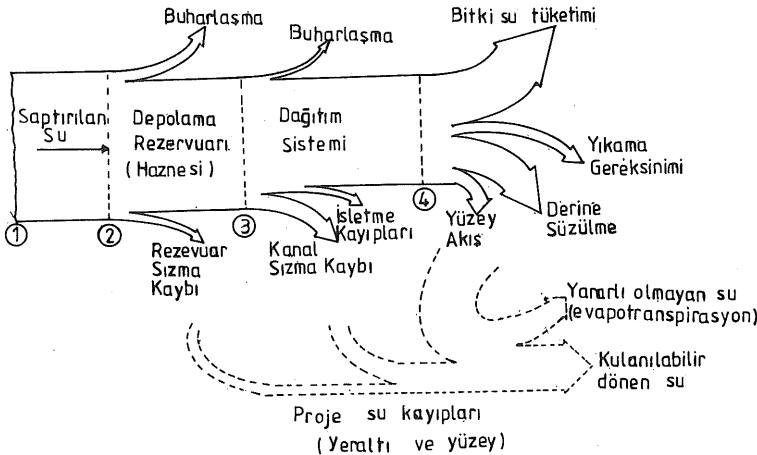 Buharlaşma
Buharlaşma
Bitki su tüketimi
Saptırılan
Su
Depolama
Rezervuarı
(Haznesi)
Dağıtım
Sistemi
Yıkama
Gereksinimi
1
2
3
4
Rezevuar
Sızma
Kaybı
Kanal
Sızma Kaybı
İşletme
Kayıpları
Yüzey
Akış
Derine
Süzülme
Yararlı olmayan su
(evapotranspirasyon)
Kulanılabilir
dönen su
Proje su kayıpları
(Yeraltı ve yüzey)